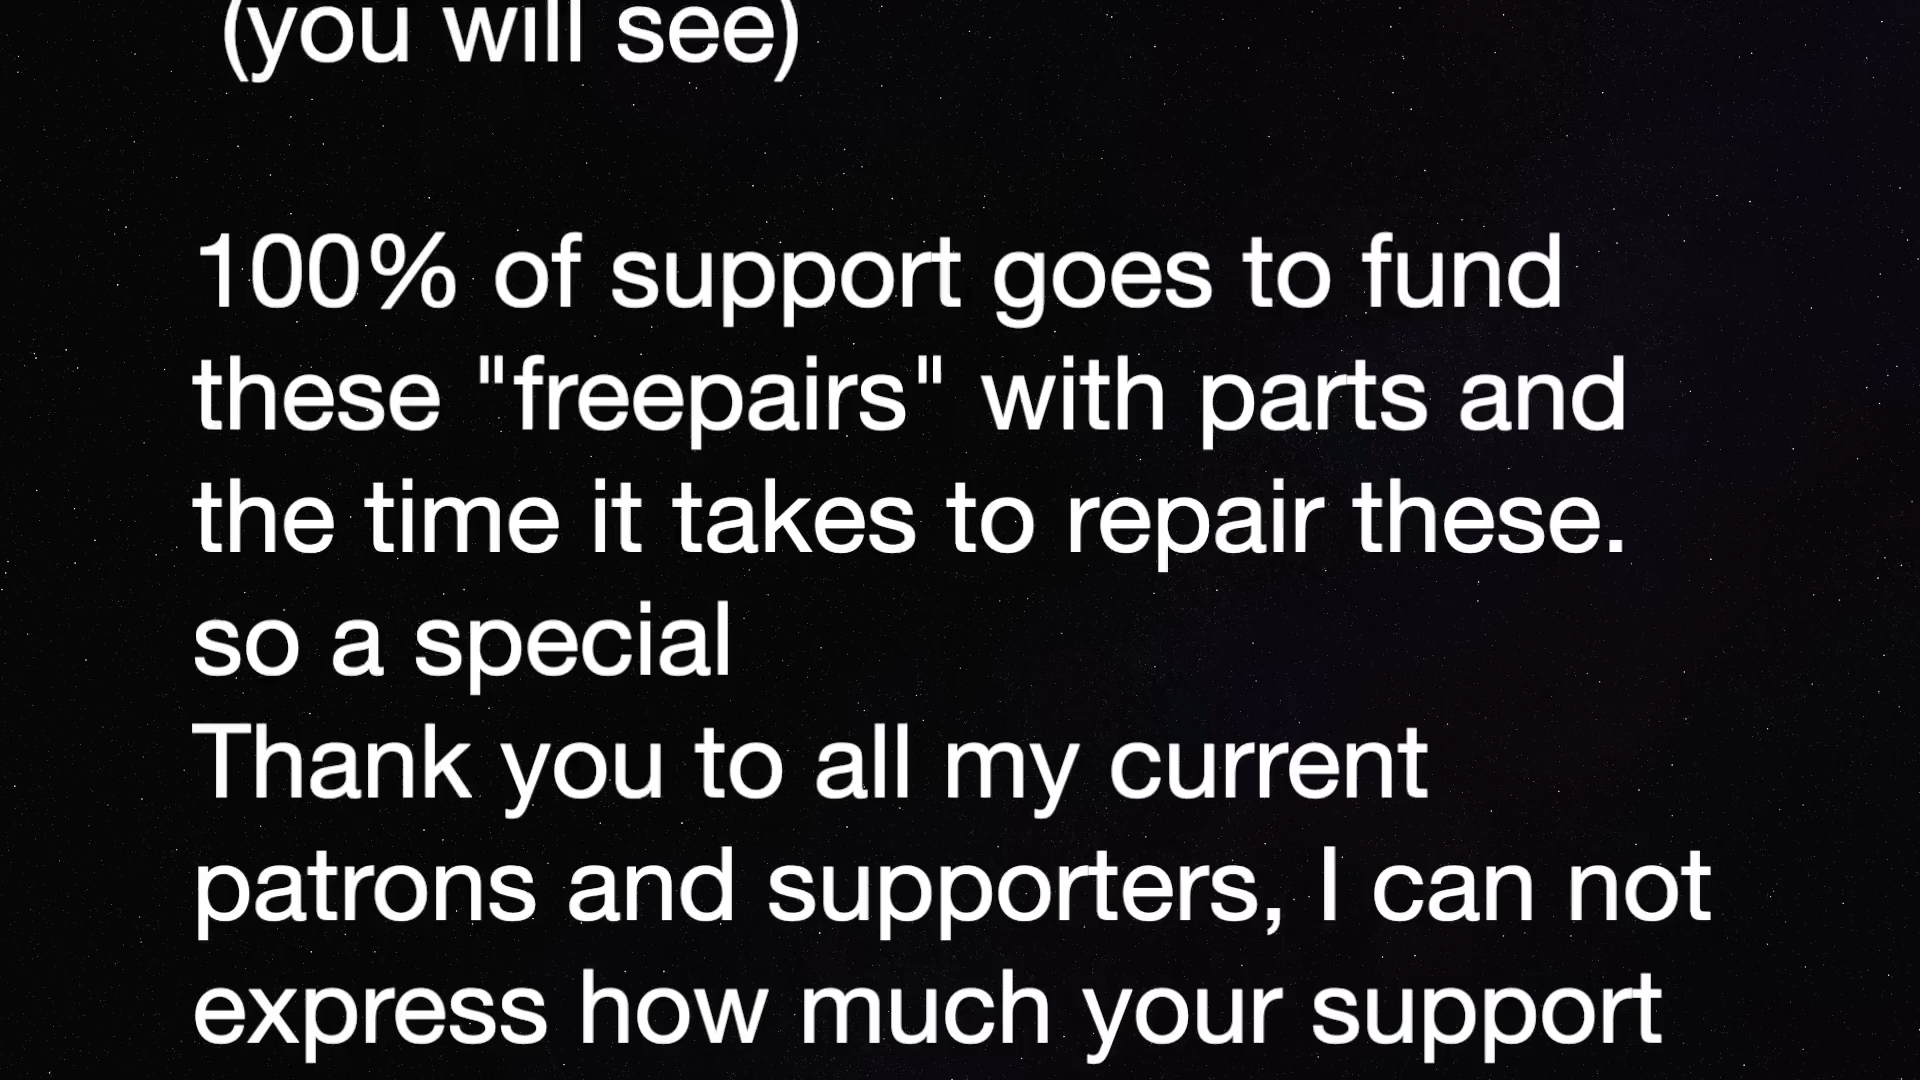 (you will see)
100% of support goes to fund
these "freepairs" with parts and
the time it takes to repair these.
so a special
Thank you to all my current
patrons and supporters, I can not
express how much your support